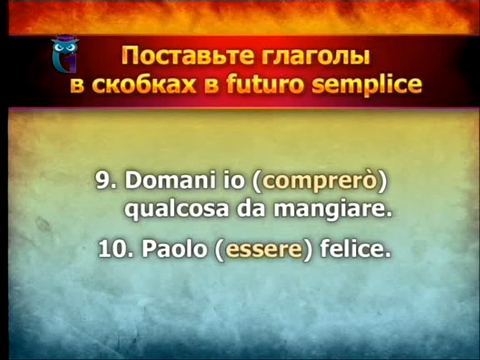 Поставьте глаголы
в скобках в futuro semplice
9. Domani io (comprerò)
qualcosa da mangiare.
10. Paolo (essere) felice.